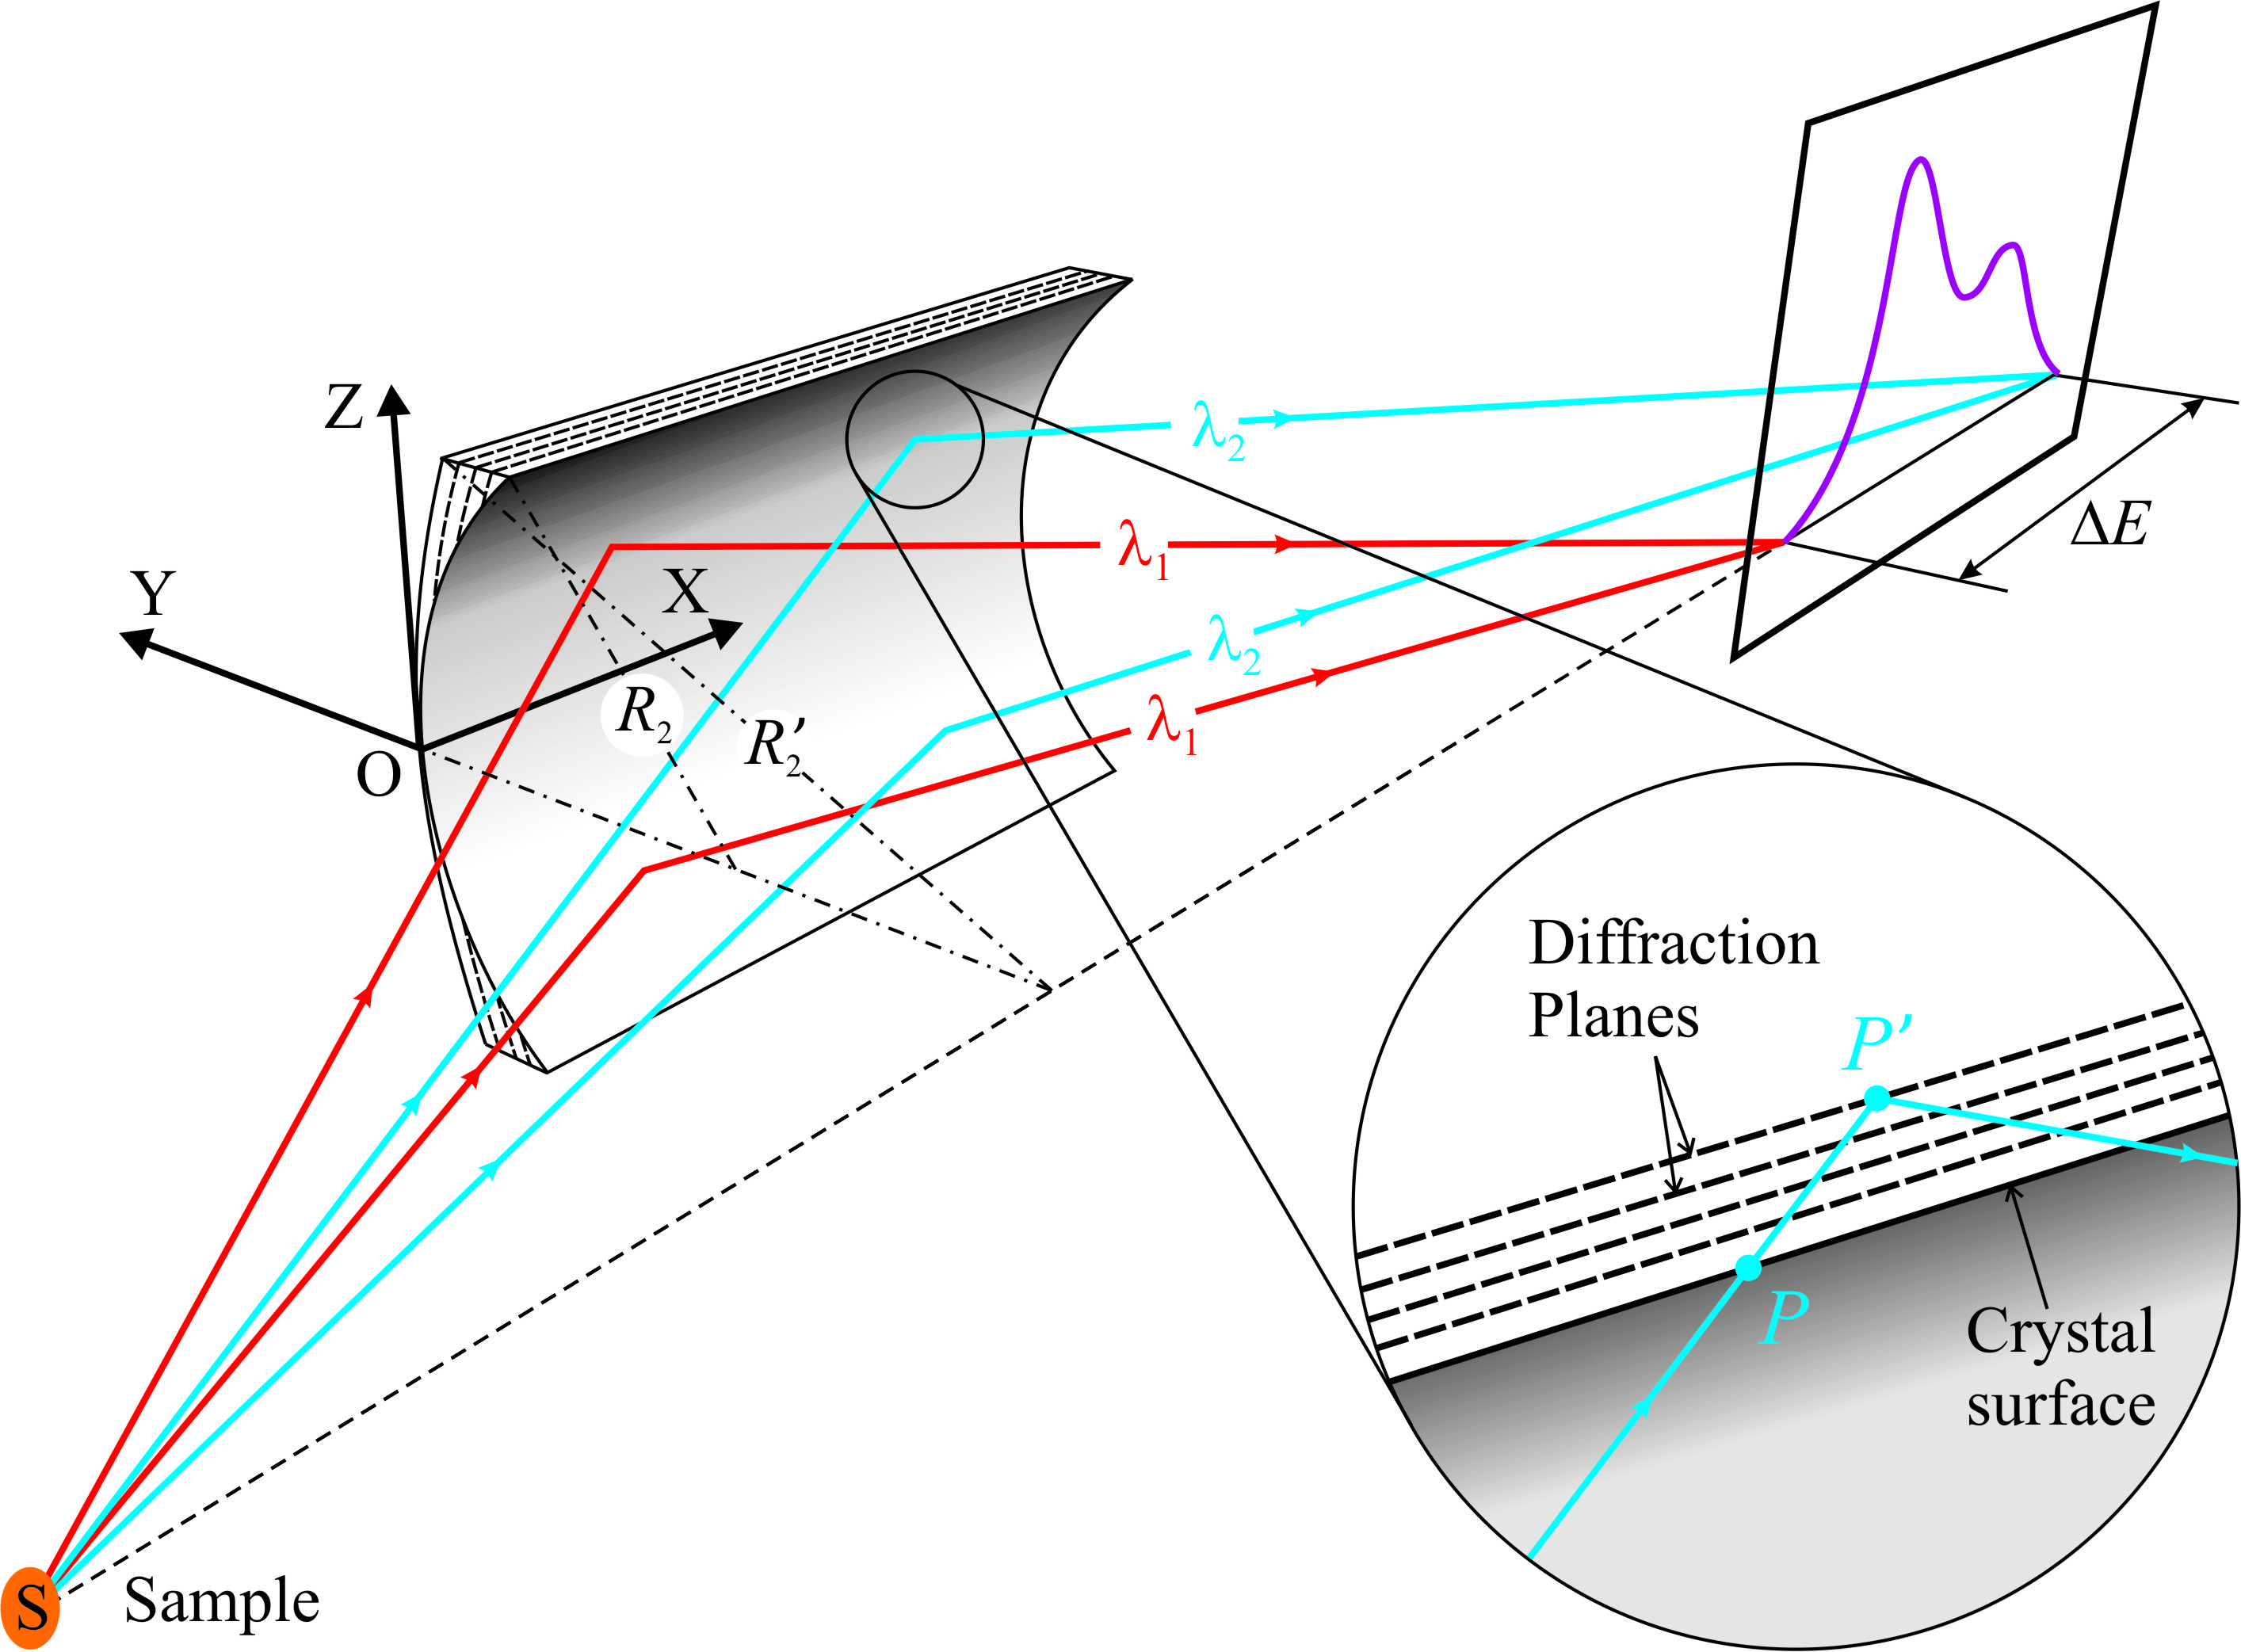 Z
Y
X
O
R₂
R₂′
λ₂
λ₁
λ₂
λ₁
ΔE
Diffraction
Planes
P′
P
Crystal
surface
S
Sample